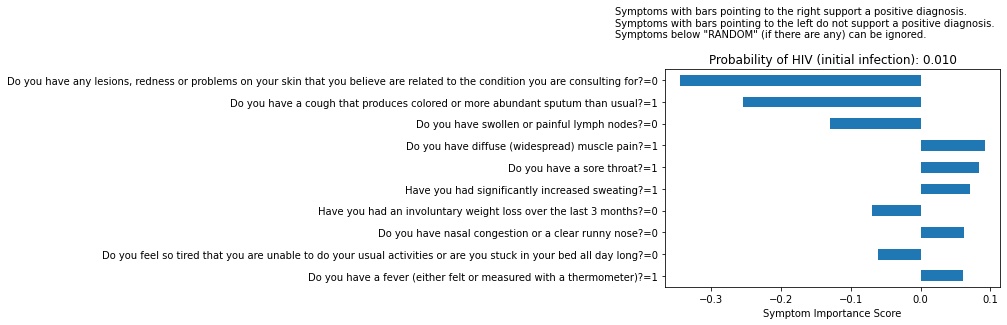 Symptoms with bars pointing to the right support a positive diagnosis.
Symptoms with bars pointing to the left do not support a positive diagnosis.
Symptoms below "RANDOM" (if there are any) can be ignored.
Probability of HIV (initial infection): 0.010
Do you have any lesions, redness or problems on your skin that you believe are related to the condition you are consulting for?=0
Do you have a cough that produces colored or more abundant sputum than usual?=1
Do you have swollen or painful lymph nodes?=0
Do you have diffuse (widespread) muscle pain?=1
Do you have a sore throat?=1
Have you had significantly increased sweating?=1
Have you had an involuntary weight loss over the last 3 months?=0
Do you have nasal congestion or a clear runny nose?=0
Do you feel so tired that you are unable to do your usual activities or are you stuck in your bed all day long?=0
Do you have a fever (either felt or measured with a thermometer)?=1
−0.3 −0.2 −0.1 0.0 0.1
Symptom Importance Score